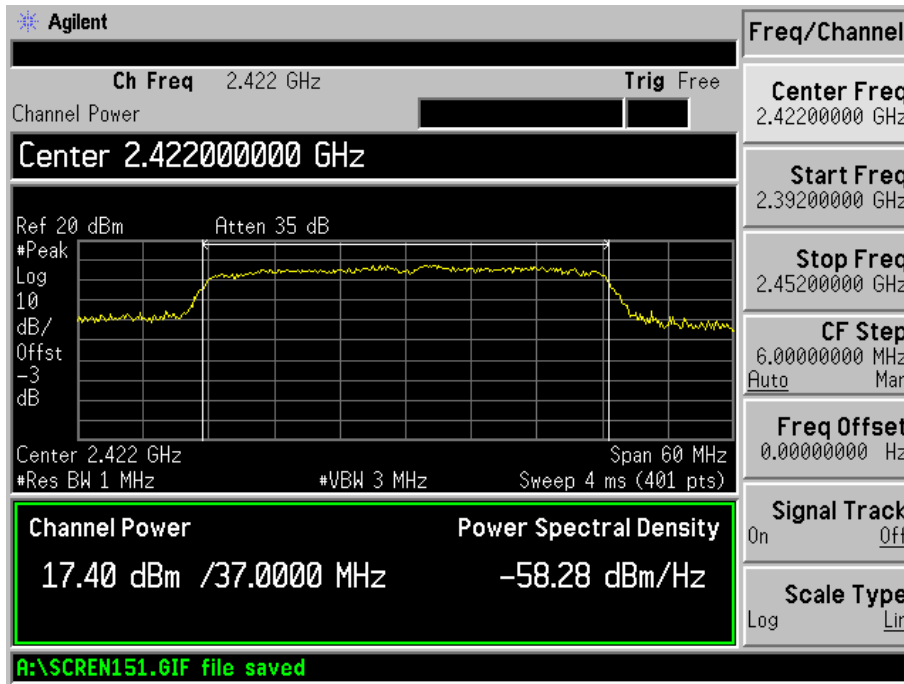 Agilent
Freq/Channel
Ch Freq 2.422 GHz Trig Free
Channel Power
Center 2.422000000 GHz
Ref 20 dBm Atten 35 dB
#Peak
Log
10
dB/
Offst
-3
dB
Center 2.422 GHz Span 60 MHz
#Res BW 1 MHz #VBW 3 MHz Sweep 4 ms (401 pts)
Channel Power Power Spectral Density
17.40 dBm /37.0000 MHz -58.28 dBm/Hz
A:\SCREN151.GIF file saved
Center Freq
2.42200000 GHz
Start Freq
2.39200000 GHz
Stop Freq
2.45200000 GHz
CF Step
6.00000000 MHz
Auto Man
Freq Offset
0.00000000 Hz
Signal Track
On Off
Scale Type
Log Lin